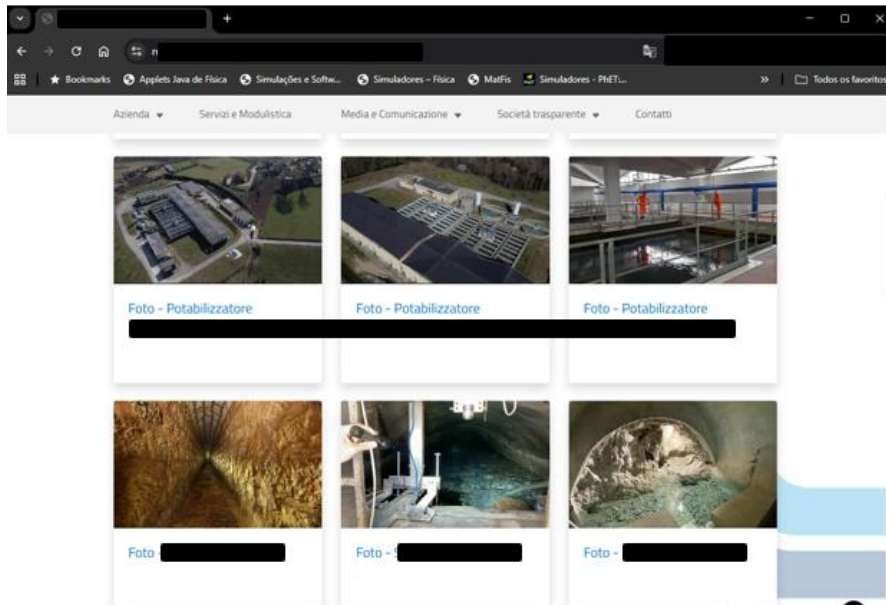 Bookmarks Applets Java de Física Simulações e Softw... Simuladores – Física MatFis Simuladores - PhET:... » Todos os favoritos
Azienda Servizi e Modulistica Media e Comunicazione Società trasparente Contatti
Foto - Potabilizzatore Foto - Potabilizzatore Foto - Potabilizzatore
Foto - Foto - S Foto -